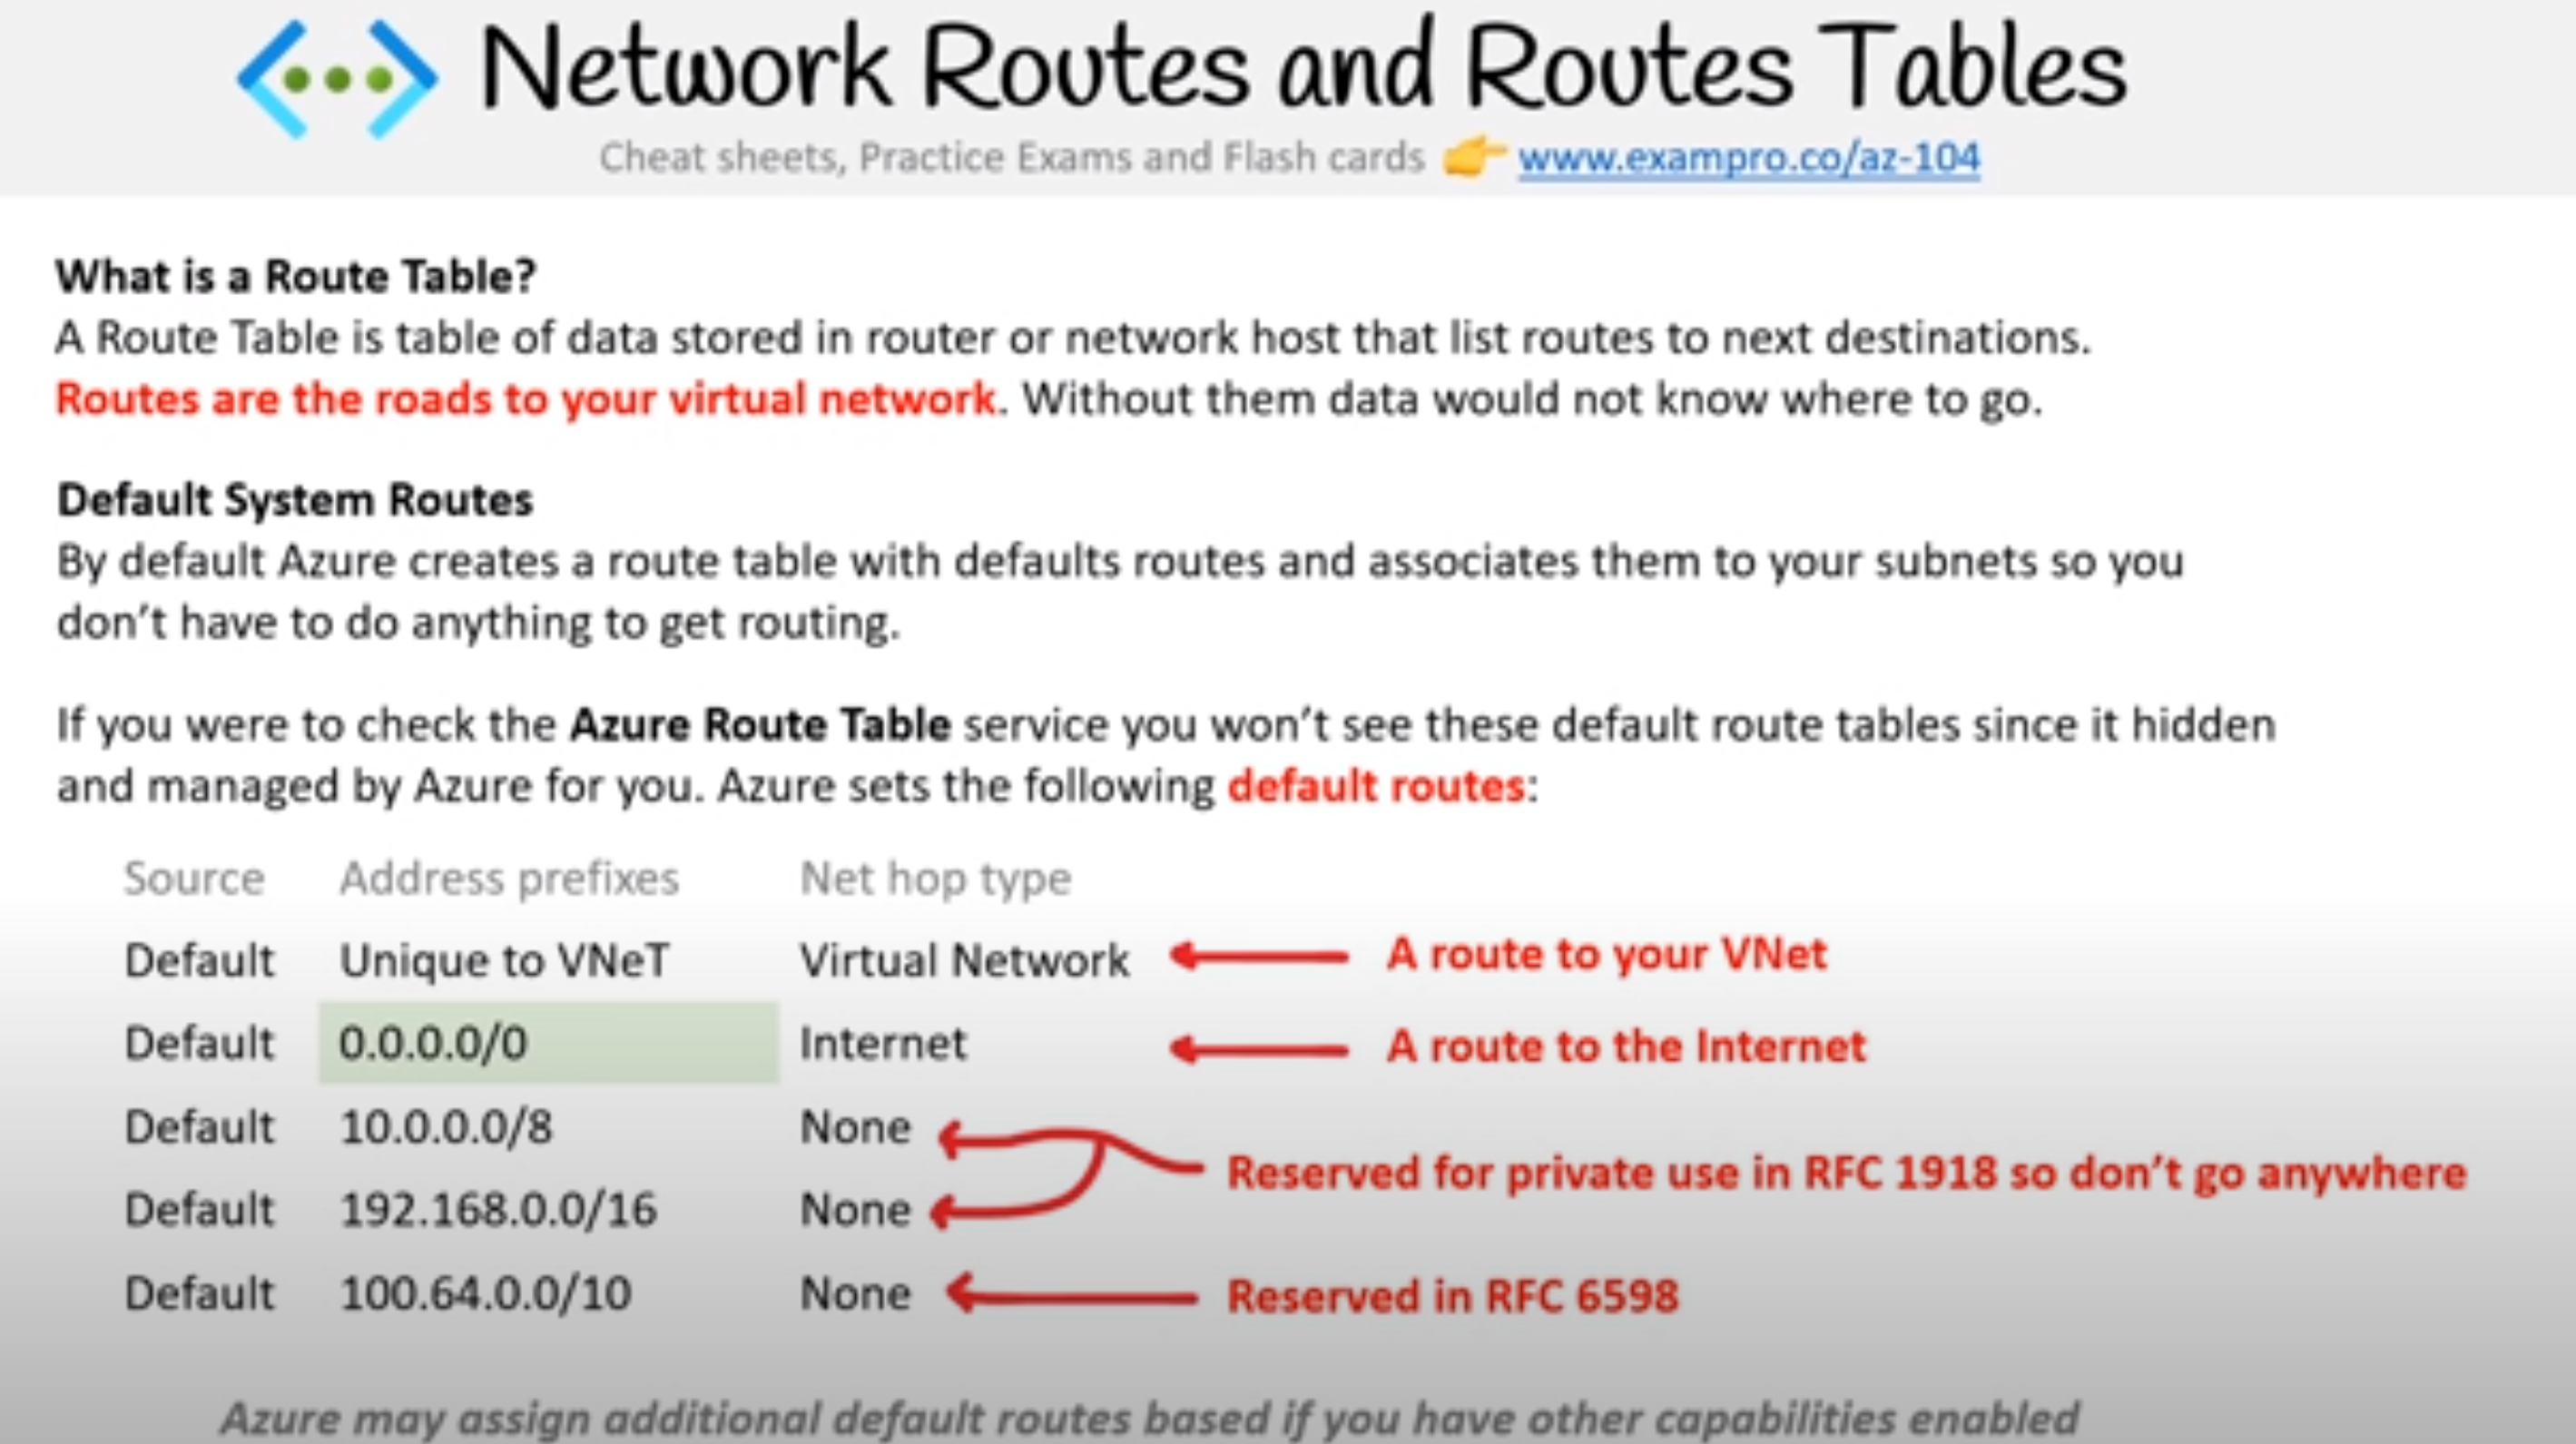 Network Routes and Routes Tables
Cheat sheets, Practice Exams and Flash cards 👉 www.exampro.co/az-104
What is a Route Table?
A Route Table is table of data stored in router or network host that list routes to next destinations.
Routes are the roads to your virtual network. Without them data would not know where to go.
Default System Routes
By default Azure creates a route table with defaults routes and associates them to your subnets so you
don't have to do anything to get routing.
If you were to check the Azure Route Table service you won't see these default route tables since it hidden
and managed by Azure for you. Azure sets the following default routes:
Source Address prefixes Net hop type
Default Unique to VNeT Virtual Network A route to your VNet
Default 0.0.0.0/0 Internet A route to the Internet
Default 10.0.0.0/8 None
Reserved for private use in RFC 1918 so don't go anywhere
Default 192.168.0.0/16 None
Default 100.64.0.0/10 None Reserved in RFC 6598
Azure may assign additional default routes based if you have other capabilities enabled